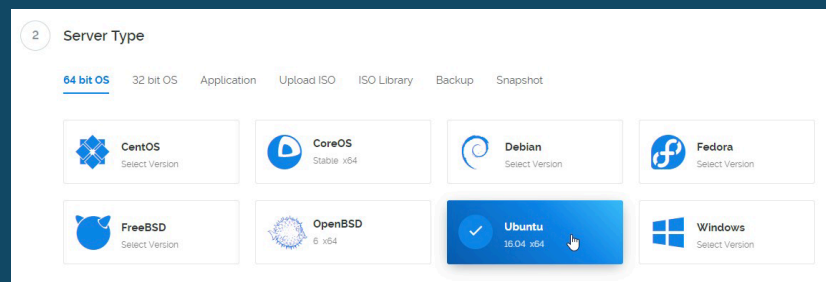 2 Server Type
64 bit OS 32 bit OS Application Upload ISO ISO Library Backup Snapshot
CentOS
Select Version
CoreOS
Stable x64
Debian
Select Version
Fedora
Select Version
FreeBSD
Select Version
OpenBSD
6 x64
Ubuntu
16.04 x64
Windows
Select Version